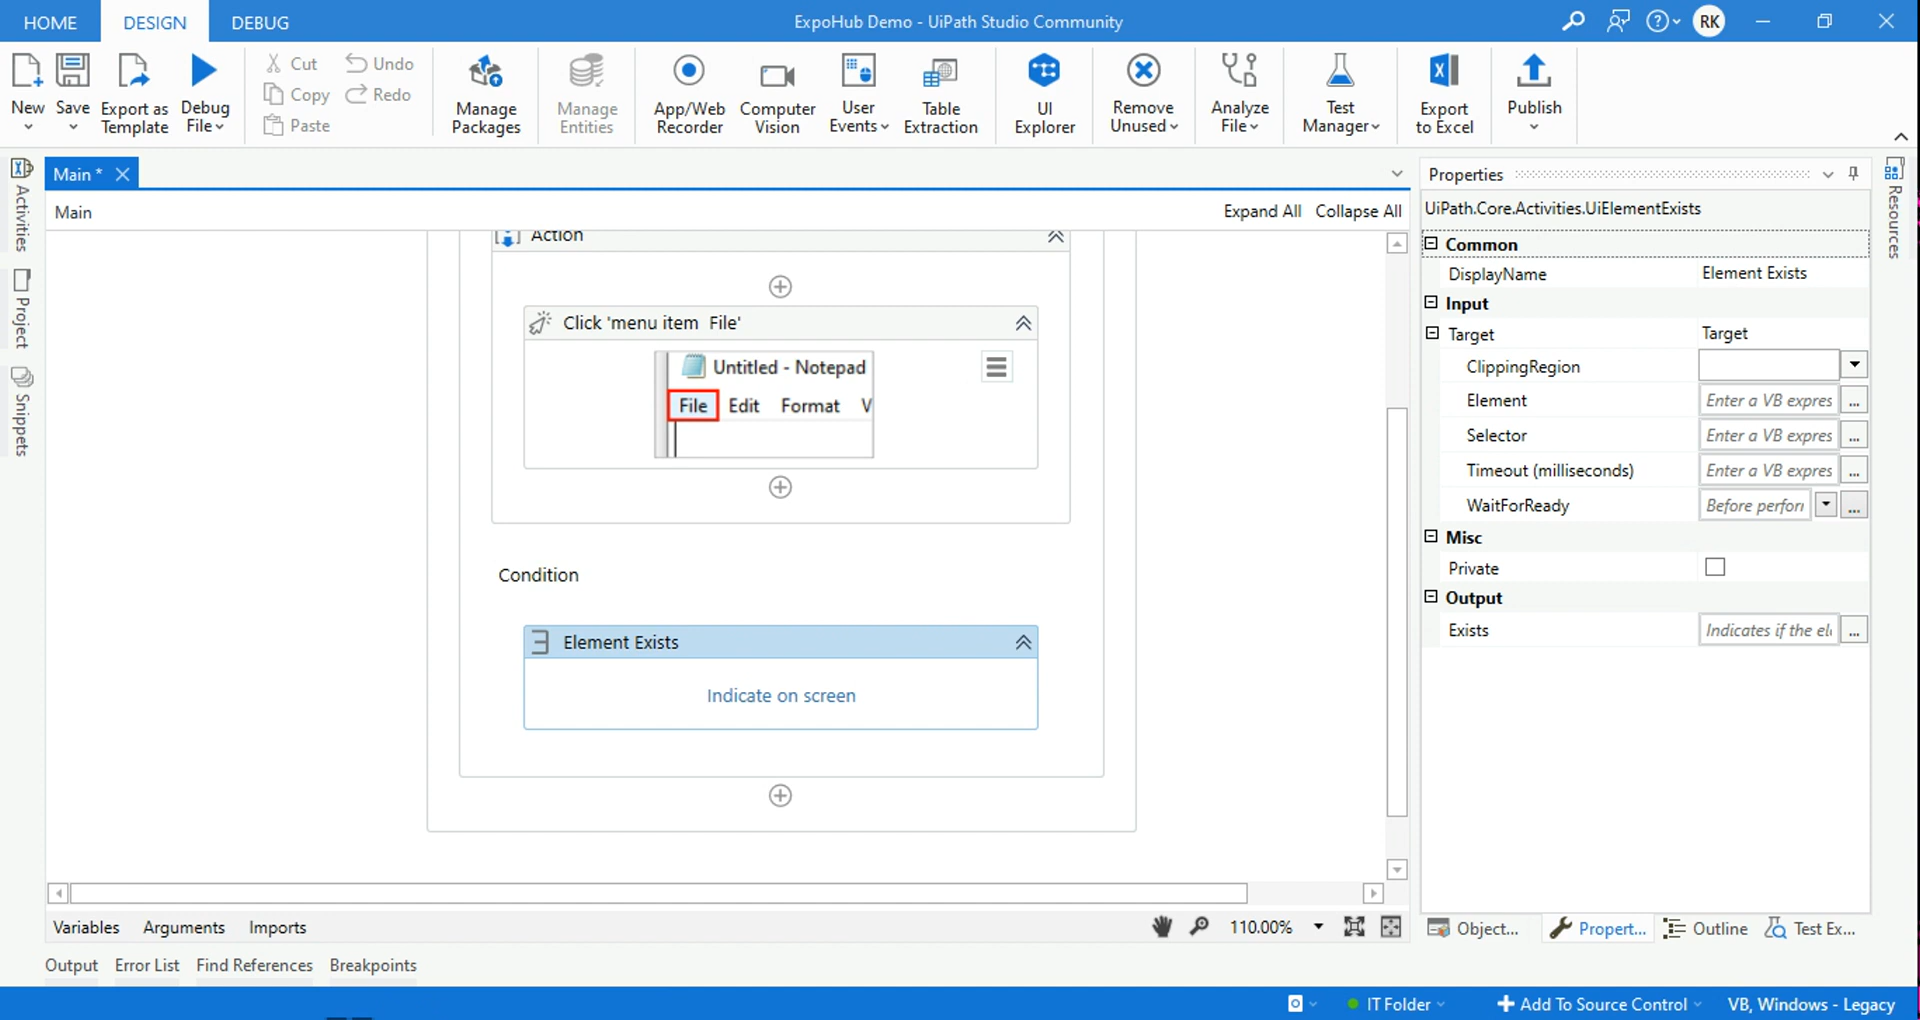 HOME DESIGN DEBUG ExpoHub Demo - UiPath Studio Community RK
New Save Export as Template Debug File
Cut Copy Paste Undo Redo
Manage Packages
Manage Entities
App/Web Recorder
Computer Vision
User Events
Table Extraction
UI Explorer
Remove Unused
Analyze File
Test Manager
Export to Excel
Publish
Activities
Project
Snippets
Main *
Main Expand All Collapse All
Action
Click 'menu item File'
Untitled - Notepad
File Edit Format V
Condition
Element Exists
Indicate on screen
Properties
UiPath.Core.Activities.UiElementExists
Common
DisplayName Element Exists
Input
Target Target
ClippingRegion
Element Enter a VB expres ...
Selector Enter a VB expres ...
Timeout (milliseconds) Enter a VB expres ...
WaitForReady Before perforı ...
Misc
Private
Output
Exists Indicates if the el ...
Resources
Variables Arguments Imports 110.00%
Object... Propert... Outline Test Ex...
Output Error List Find References Breakpoints
IT Folder Add To Source Control VB, Windows - Legacy